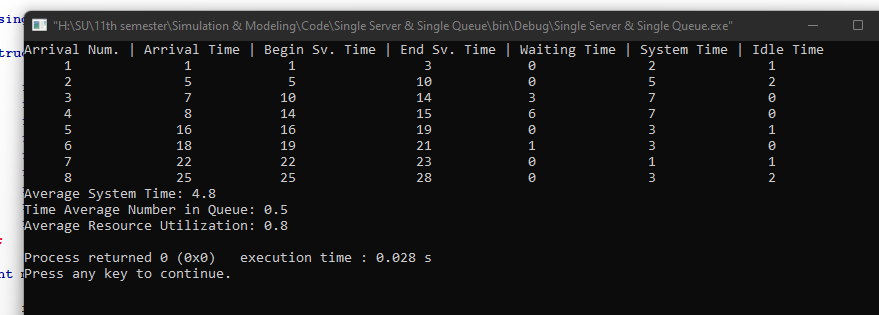 "H:\SU\11th semester\Simulation & Modeling\Code\Single Server & Single Queue\bin\Debug\Single Server & Single Queue.exe"
Arrival Num. | Arrival Time | Begin Sv. Time | End Sv. Time | Waiting Time | System Time | Idle Time
1 1 1 3 0 2 1
2 5 5 10 0 5 2
3 7 10 14 3 7 0
4 8 14 15 6 7 0
5 16 16 19 0 3 1
6 18 19 21 1 3 0
7 22 22 23 0 1 1
8 25 25 28 0 3 2
Average System Time: 4.8
Time Average Number in Queue: 0.5
Average Resource Utilization: 0.8
Process returned 0 (0x0) execution time : 0.028 s
Press any key to continue.